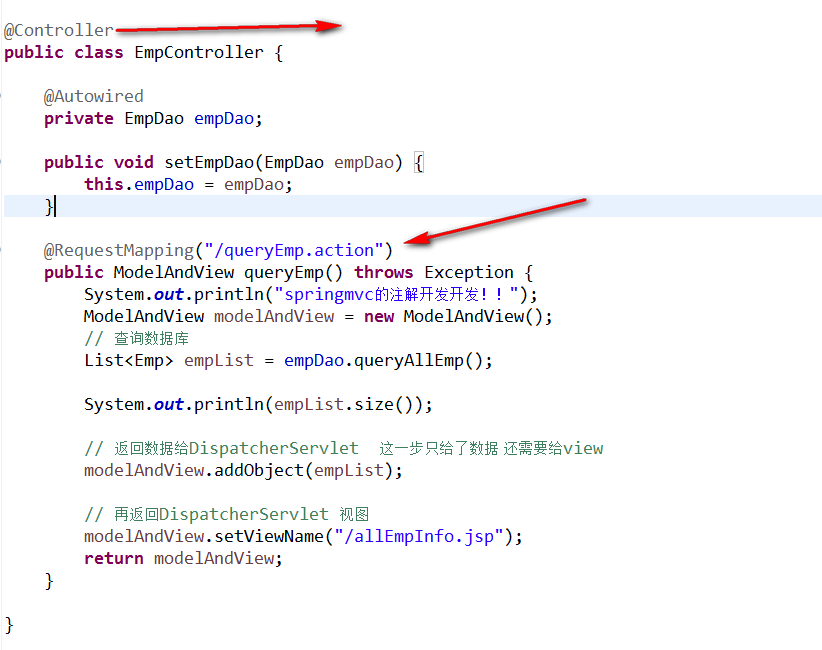 @Controller
public class EmpController {
@Autowired
private EmpDao empDao;
public void setEmpDao(EmpDao empDao) {
this.empDao = empDao;
}
@RequestMapping("/queryEmp.action")
public ModelAndView queryEmp() throws Exception {
System.out.println("springmvc的注解开发开发！！");
ModelAndView modelAndView = new ModelAndView();
// 查询数据库
List<Emp> empList = empDao.queryAllEmp();
System.out.println(empList.size());
// 返回数据给DispatcherServlet 这一步只给了数据 还需要给view
modelAndView.addObject(empList);
// 再返回DispatcherServlet 视图
modelAndView.setViewName("/allEmpInfo.jsp");
return modelAndView;
}
}